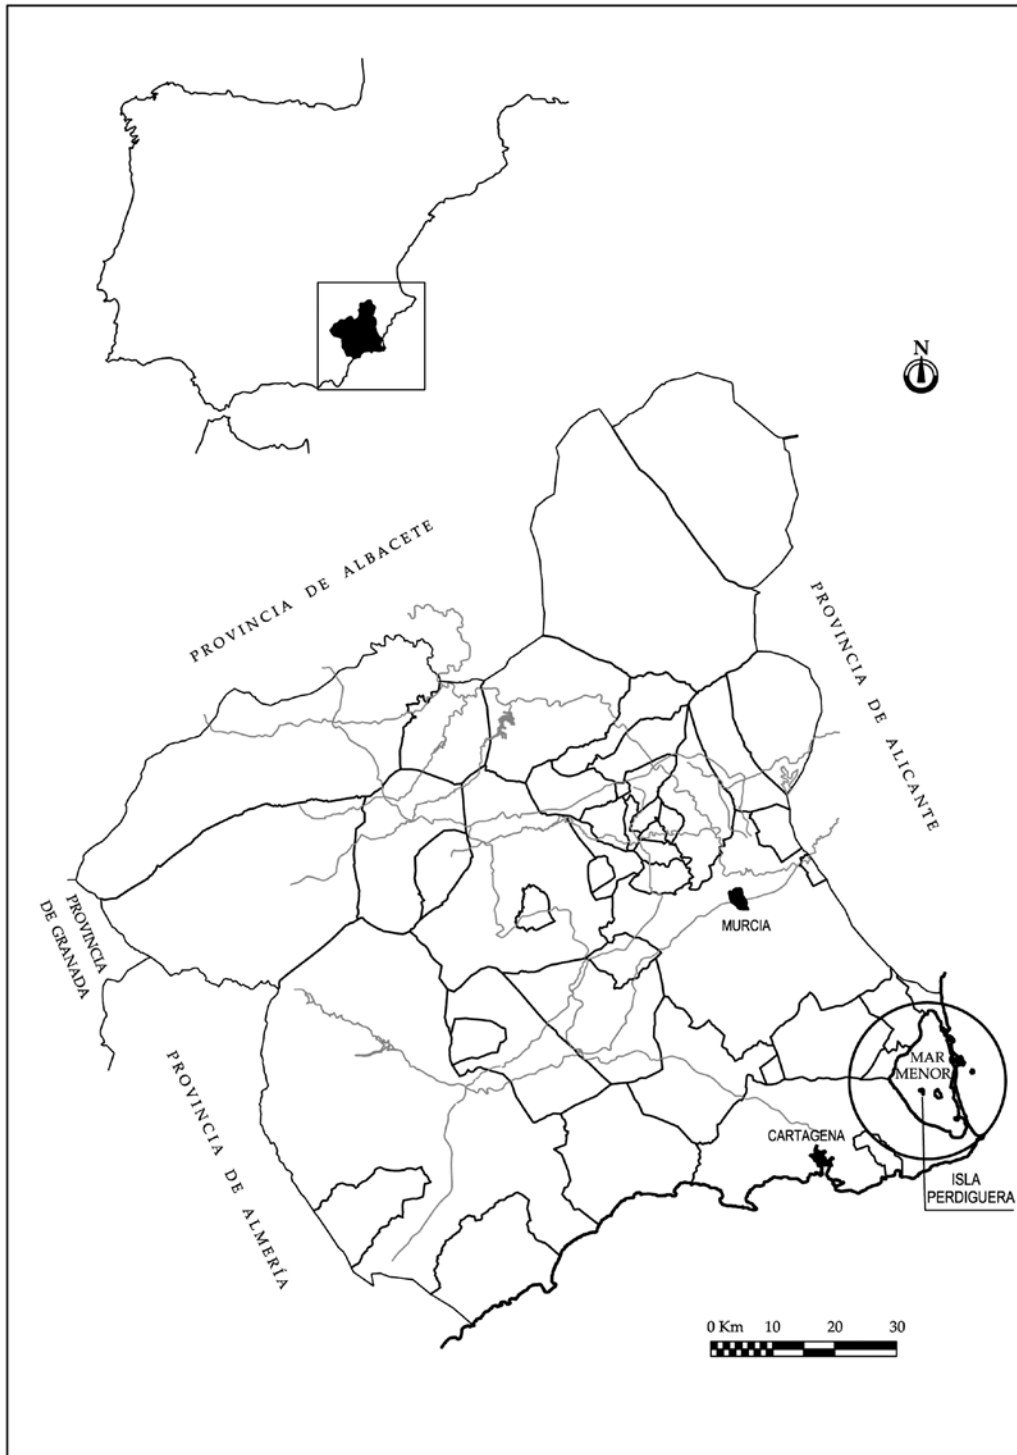 N
PROVINCIA DE ALBACETE
PROVINCIA DE ALICANTE
PROVINCIA
DE GRANADA
MURCIA
MAR
MENOR
PROVINCIA DE ALMERÍA
CARTAGENA
ISLA
PERDIGUERA
0 Km 10 20 30